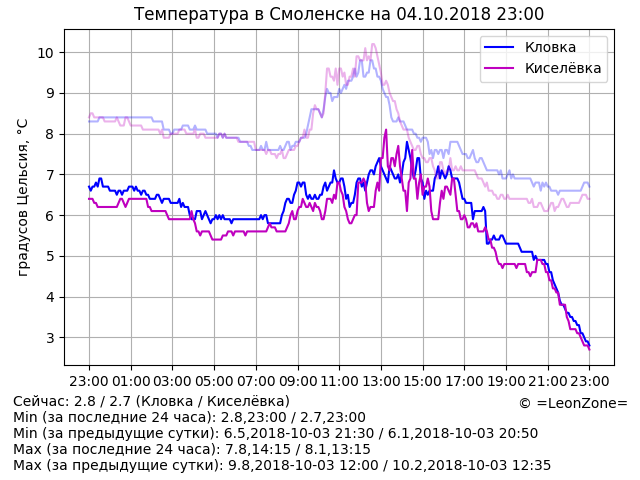 Температура в Смоленске на 04.10.2018 23:00
Кловка
Киселёвка
градусов Цельсия, °C
10
9
8
7
6
5
4
3
23:00 01:00 03:00 05:00 07:00 09:00 11:00 13:00 15:00 17:00 19:00 21:00 23:00
Сейчас: 2.8 / 2.7 (Кловка / Киселёвка)
© =LeonZone=
Min (за последние 24 часа): 2.8,23:00 / 2.7,23:00
Min (за предыдущие сутки): 6.5,2018-10-03 21:30 / 6.1,2018-10-03 20:50
Max (за последние 24 часа): 7.8,14:15 / 8.1,13:15
Max (за предыдущие сутки): 9.8,2018-10-03 12:00 / 10.2,2018-10-03 12:35